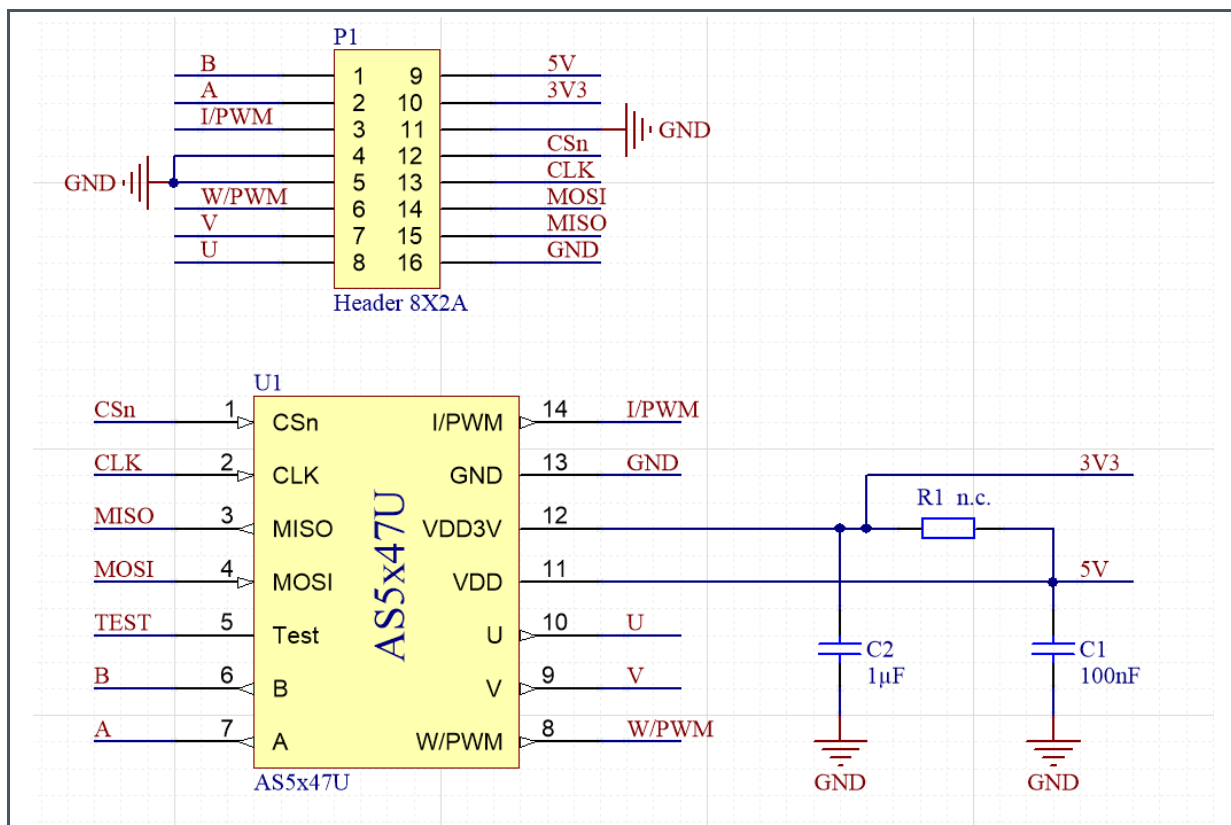 P1
B 1 9 5V
A 2 10 3V3
I/PWM 3 11 GND
4 12 CSn
GND 5 13 CLK
W/PWM 6 14 MOSI
V 7 15 MISO
U 8 16 GND
Header 8X2A
U1
CSn 1 CSn I/PWM 14 I/PWM
CLK 2 CLK GND 13 GND 3V3
R1 n.c.
MISO 3 MISO VDD3V 12
MOSI 4 MOSI VDD 11 5V
AS5x47U
TEST 5 Test U 10 U
C2 C1
1µF 100nF
B 6 B V 9 V
A 7 A W/PWM 8 W/PWM
AS5x47U GND GND